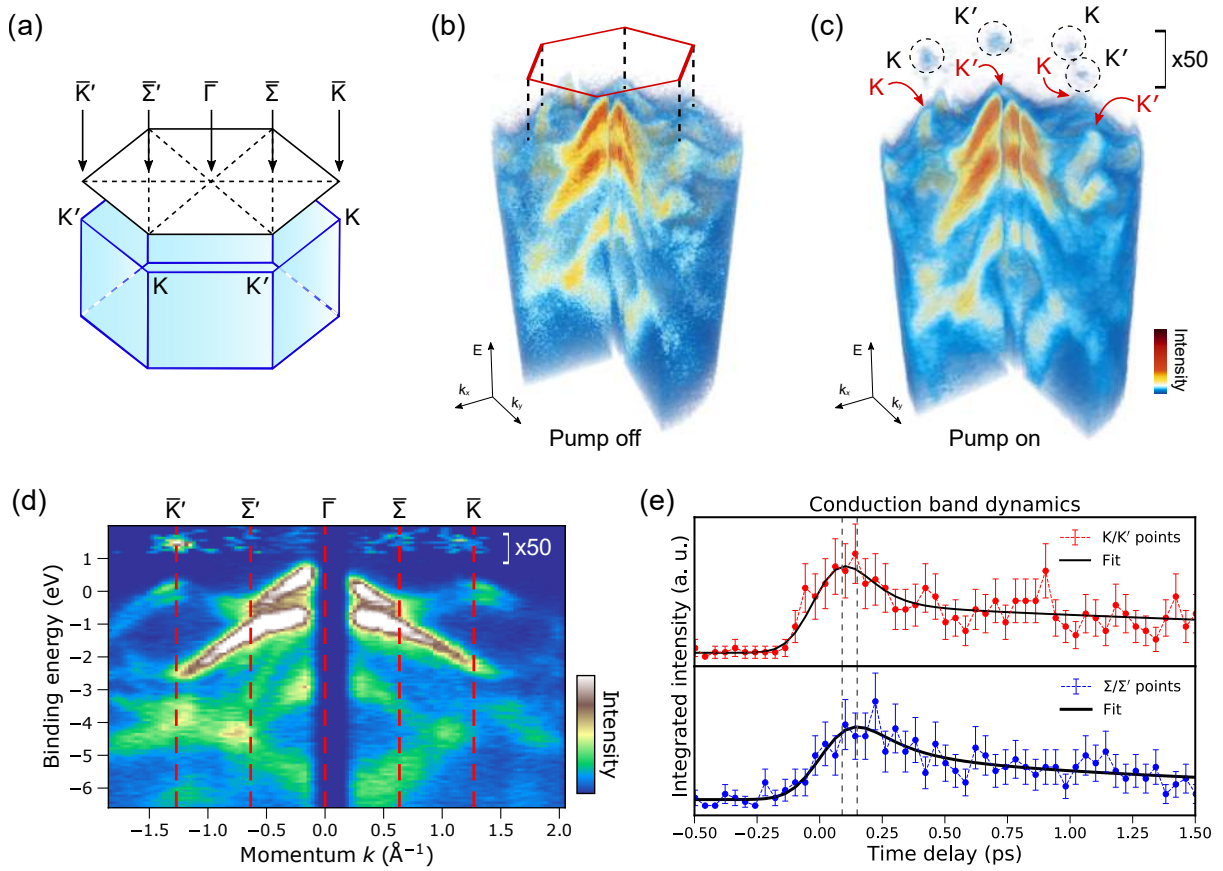 (a)
K̅′ Σ̅′ Γ̅ Σ̅ K̅
K′ K
K K′
(b)
E
kₓ
kᵧ
Pump off
(c)
K K′ K K′
x50
K K′ K K′
E
kₓ
kᵧ
Intensity
Pump on
(d)
K̅′ Σ̅′ Γ̅ Σ̅ K̅
x50
Binding energy (eV)
1
0
−1
−2
−3
−4
−5
−6
−1.5 −1.0 −0.5 0.0 0.5 1.0 1.5 2.0
Momentum k (Å⁻¹)
Intensity
(e)
Conduction band dynamics
K/K′ points
Fit
Σ/Σ′ points
Fit
Integrated intensity (a. u.)
−0.50 −0.25 0.00 0.25 0.50 0.75 1.00 1.25 1.50
Time delay (ps)